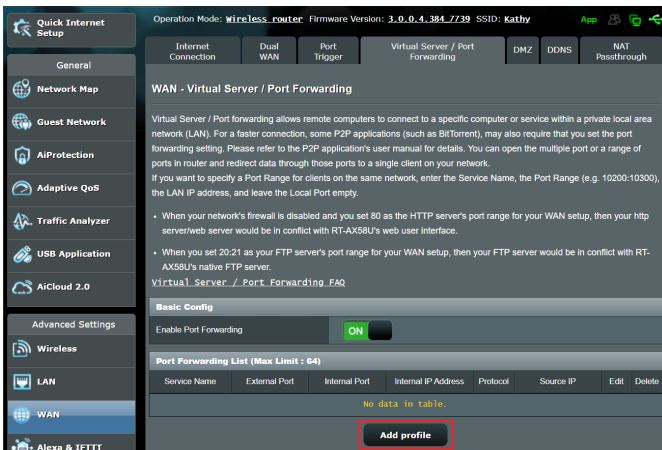 Quick Internet
Setup
Operation Mode: Wireless router Firmware Version: 3.0.0.4.384_7739 SSID: Kathy
App
Internet
Connection
Dual
WAN
Port
Trigger
Virtual Server / Port
Forwarding
DMZ
DDNS
NAT
Passthrough
General
Network Map
Guest Network
AiProtection
Adaptive QoS
Traffic Analyzer
USB Application
AiCloud 2.0
Advanced Settings
Wireless
LAN
WAN
Alexa & IFTTT
WAN - Virtual Server / Port Forwarding
Virtual Server / Port forwarding allows remote computers to connect to a specific computer or service within a private local area
network (LAN). For a faster connection, some P2P applications (such as BitTorrent), may also require that you set the port
forwarding setting. Please refer to the P2P application's user manual for details. You can open the multiple port or a range of
ports in router and redirect data through those ports to a single client on your network.
If you want to specify a Port Range for clients on the same network, enter the Service Name, the Port Range (e.g. 10200:10300),
the LAN IP address, and leave the Local Port empty.
• When your network's firewall is disabled and you set 80 as the HTTP server's port range for your WAN setup, then your http
server/web server would be in conflict with RT-AX58U's web user interface.
• When you set 20:21 as your FTP server's port range for your WAN setup, then your FTP server would be in conflict with RT-
AX58U's native FTP server.
Virtual Server / Port Forwarding FAQ
Basic Config
Enable Port Forwarding
ON
Port Forwarding List (Max Limit : 64)
Service Name External Port Internal Port Internal IP Address Protocol Source IP Edit Delete
No data in table.
Add profile